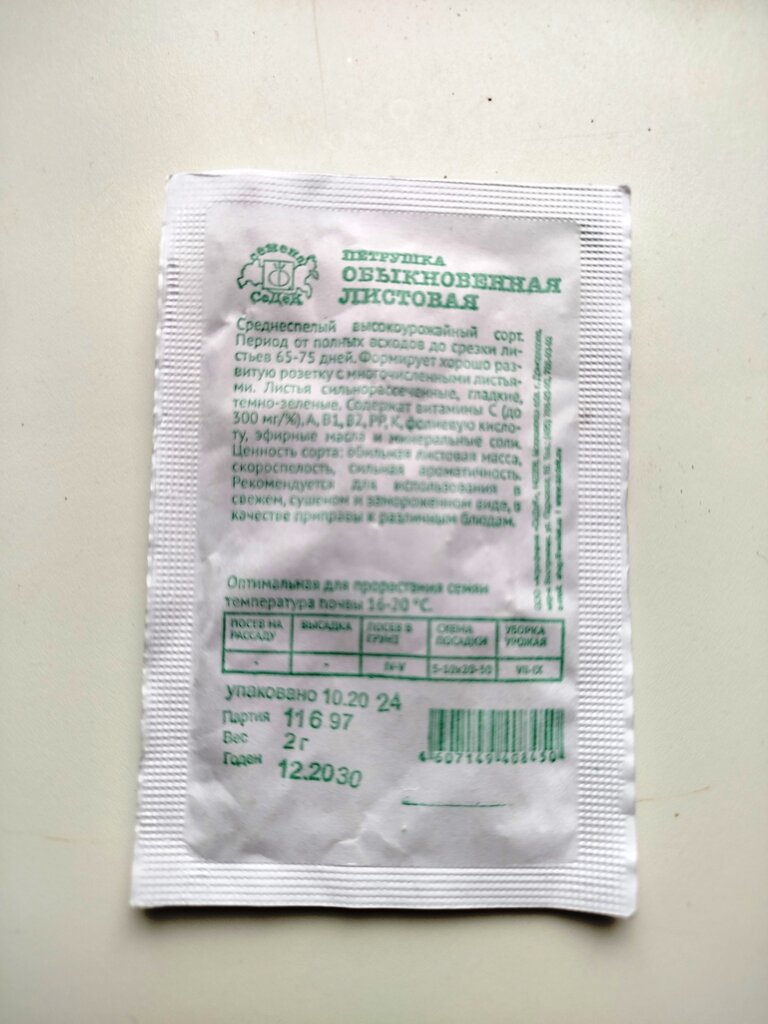 семена
СеДеК
ПЕТРУШКА
ОБЫКНОВЕННАЯ
ЛИСТОВАЯ
Среднеспелый высокоурожайный сорт.
Период от полных всходов до срезки ли-
стьев 65-75 дней. Формирует хорошо раз-
витую розетку с многочисленными листья-
ми. Листья сильнорассеченные, гладкие,
темно-зеленые. Содержат витамины С (до
300 мг/%), А, В1, В2, РР, К, фолиевую кисло-
ту, эфирные масла и минеральные соли.
Ценность сорта: обильная листовая масса,
скороспелость, сильная ароматичность.
Рекомендуется для использования в
свежем, сушеном и замороженном виде, в
качестве приправы к различным блюдам.
Оптимальная для прорастания семян
температура почвы 16-20 °С.
ПОСЕВ НА РАССАДУ ВЫСАДКА ПОСЕВ В ГРУНТ СХЕМА ПОСАДКИ УБОРКА УРОЖАЯ
- - IV-V 5-10х20-30 VII-IX
упаковано 10.20 24
Партия 116 97
Вес 2 г
Годен 12.2030
4 607149 408450